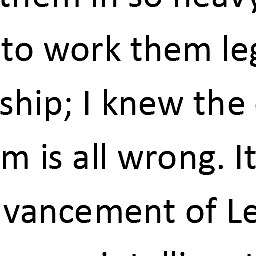 them in so heavy
to work them leg
ship; I knew the
m is all wrong. It
vancement of Le